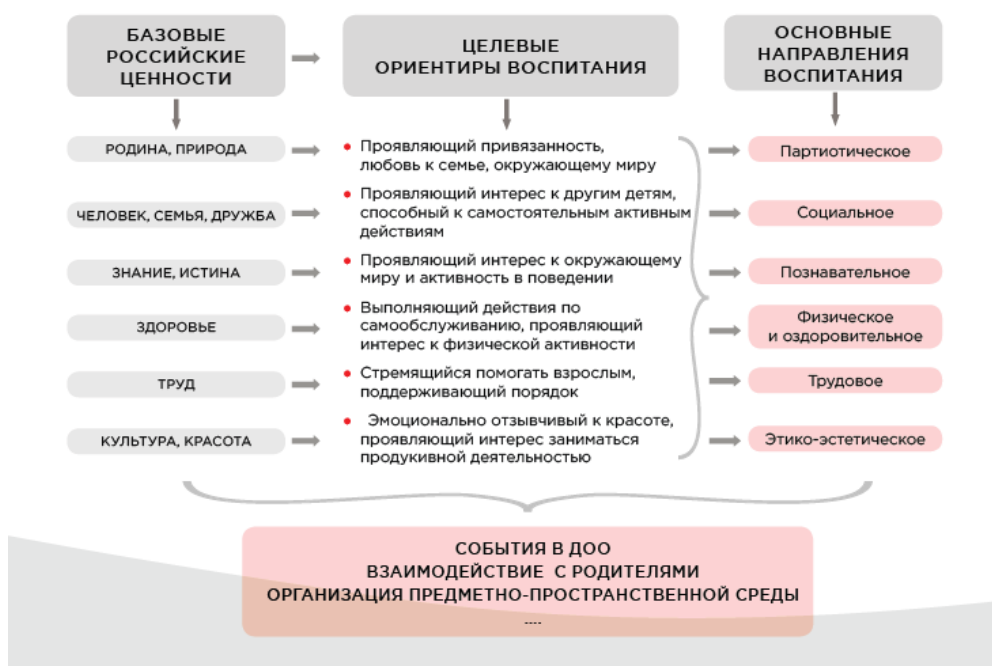 БАЗОВЫЕ
РОССИЙСКИЕ
ЦЕННОСТИ
ЦЕЛЕВЫЕ
ОРИЕНТИРЫ ВОСПИТАНИЯ
ОСНОВНЫЕ
НАПРАВЛЕНИЯ
ВОСПИТАНИЯ
РОДИНА, ПРИРОДА
Проявляющий привязанность,
любовь к семье, окружающему миру
Партиотическое
ЧЕЛОВЕК, СЕМЬЯ, ДРУЖБА
Проявляющий интерес к другим детям,
способный к самостоятельным активным
действиям
Социальное
ЗНАНИЕ, ИСТИНА
Проявляющий интерес к окружающему
миру и активность в поведении
Познавательное
ЗДОРОВЬЕ
Выполняющий действия по
самообслуживанию, проявляющий
интерес к физической активности
Физическое
и оздоровительное
ТРУД
Стремящийся помогать взрослым,
поддерживающий порядок
Трудовое
КУЛЬТУРА, КРАСОТА
Эмоционально отзывчивый к красоте,
проявляющий интерес заниматься
продукивной деятельностью
Этико-эстетическое
СОБЫТИЯ В ДОО
ВЗАИМОДЕЙСТВИЕ С РОДИТЕЛЯМИ
ОРГАНИЗАЦИЯ ПРЕДМЕТНО-ПРОСТРАНСТВЕННОЙ СРЕДЫ
....